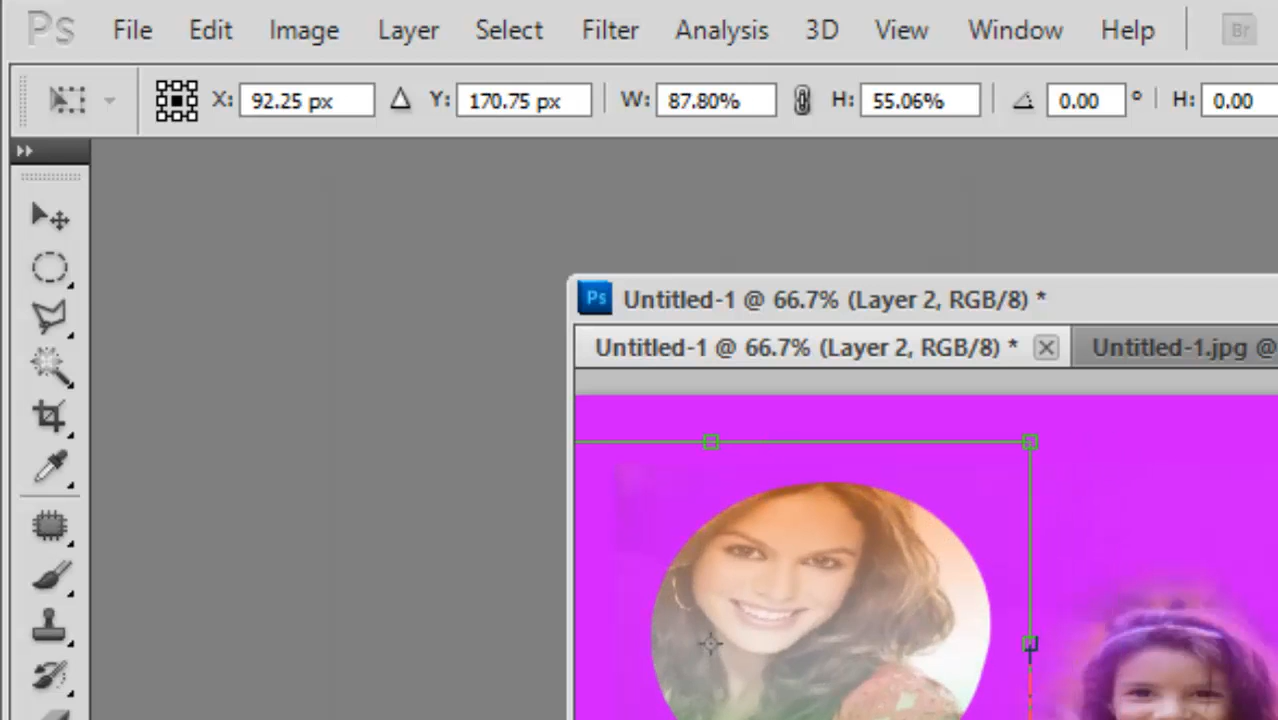 Ps File Edit Image Layer Select Filter Analysis 3D View Window Help Br
X: 92.25 px Y: 170.75 px W: 87.80% H: 55.06% 0.00 ° H: 0.00
Ps Untitled-1 @ 66.7% (Layer 2, RGB/8) *
Untitled-1 @ 66.7% (Layer 2, RGB/8) * Untitled-1.jpg @